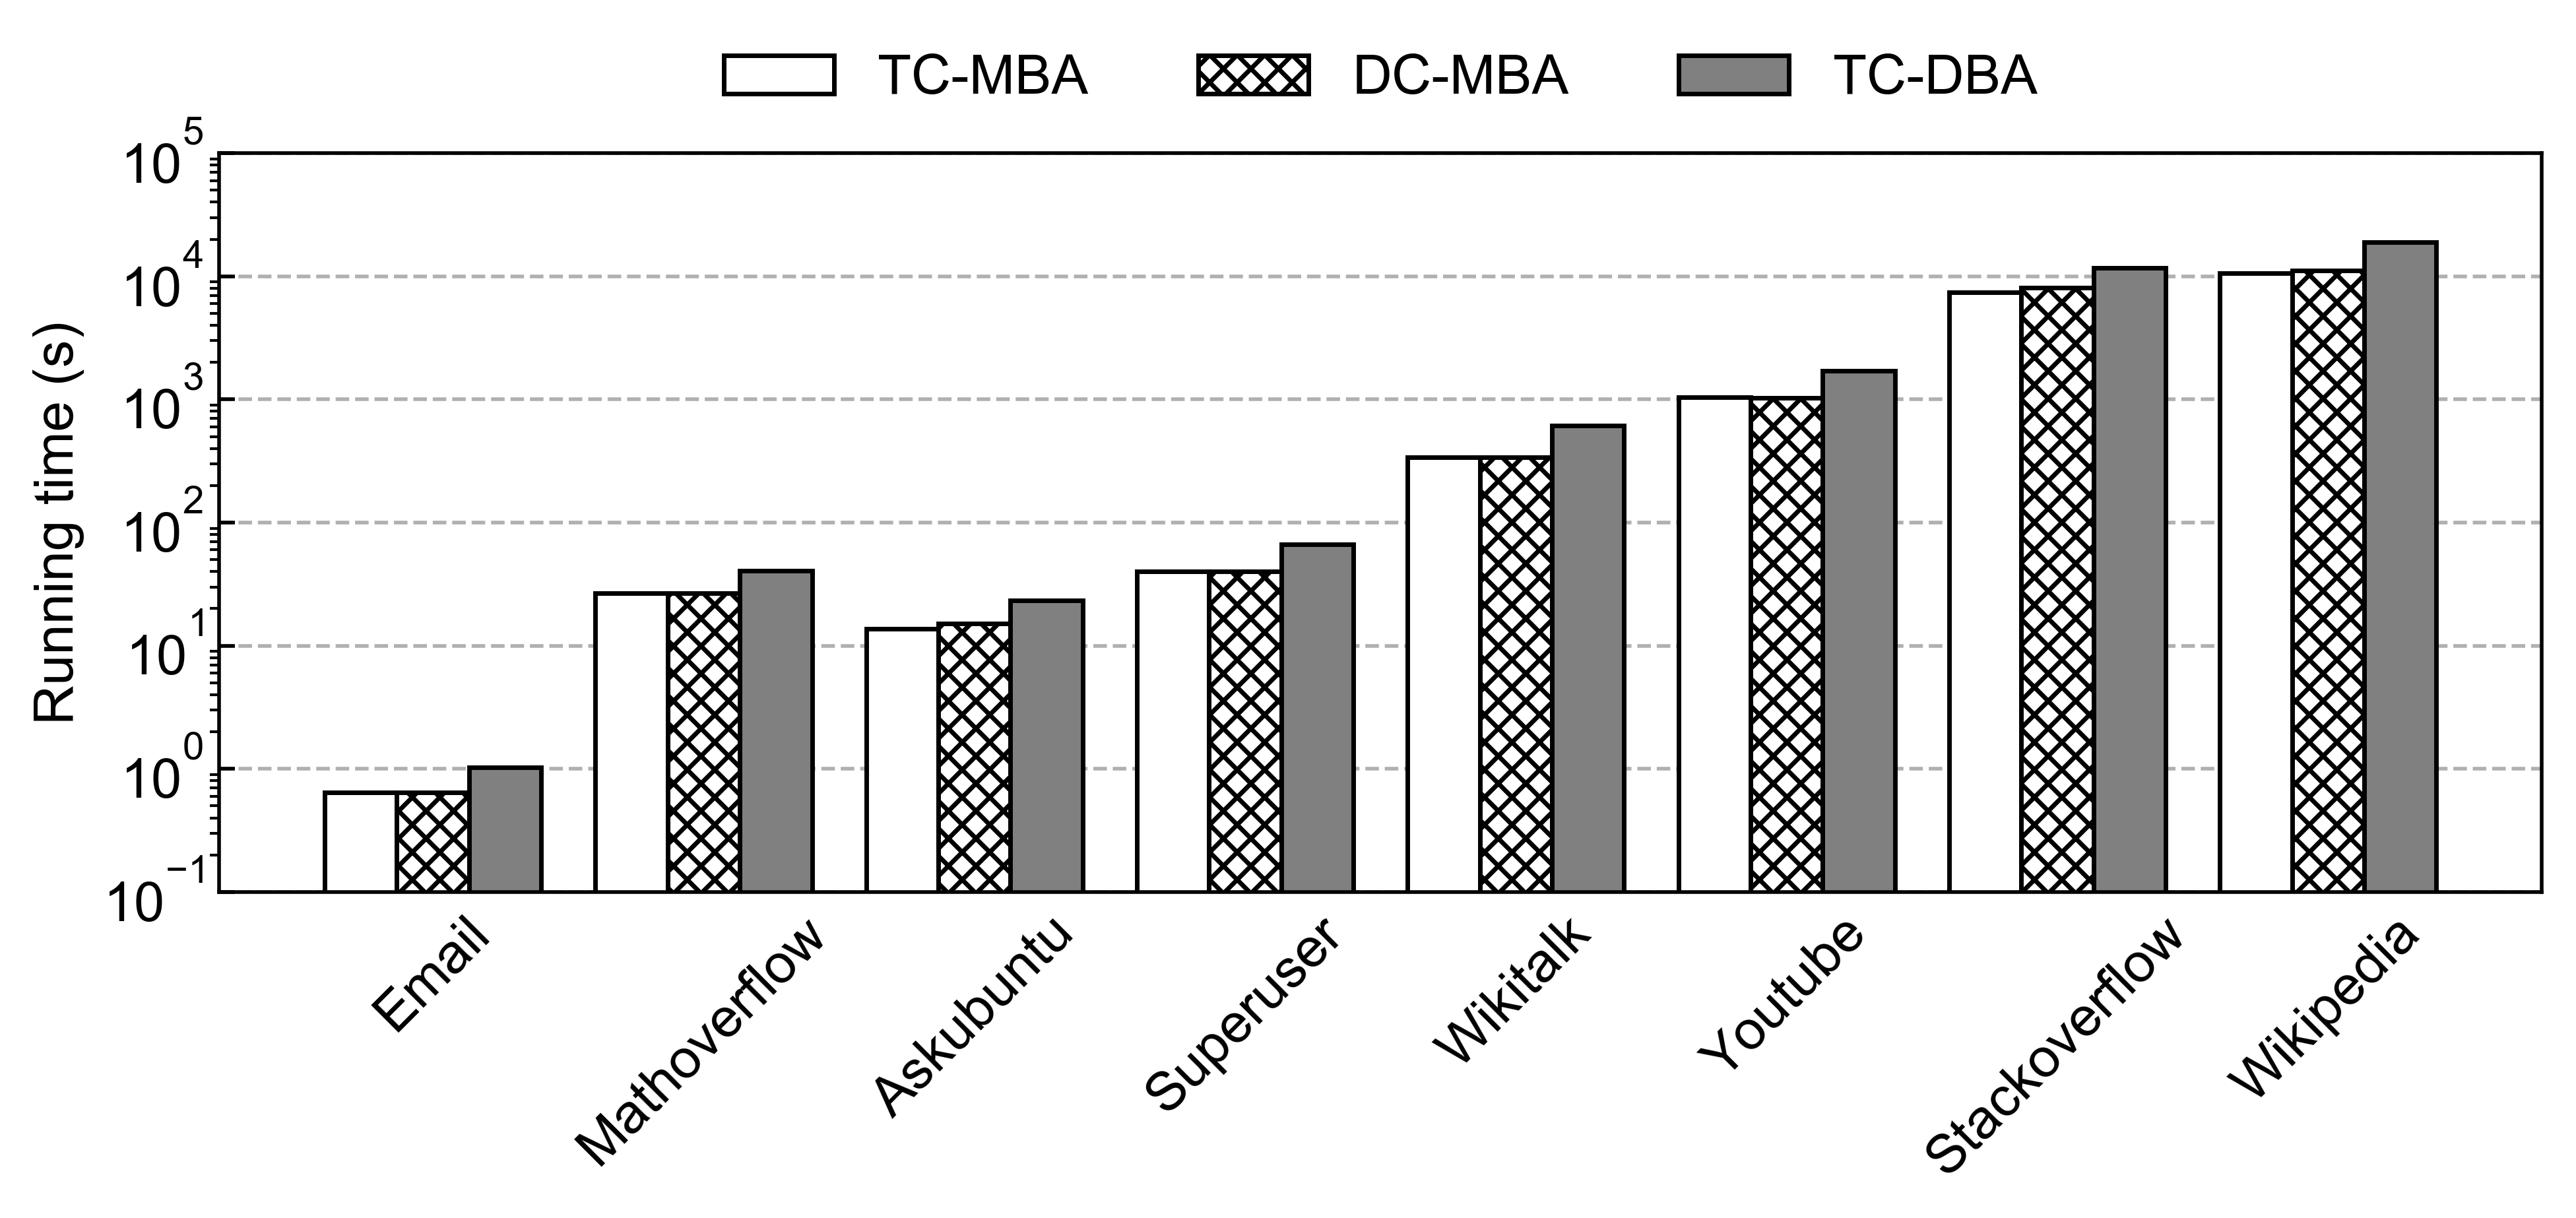 TC-MBA DC-MBA TC-DBA
10^5
10^4
10^3
10^2
10^1
10^0
10^−1
Running time (s)
Email Mathoverflow Askubuntu Superuser Wikitalk Youtube Stackoverflow Wikipedia